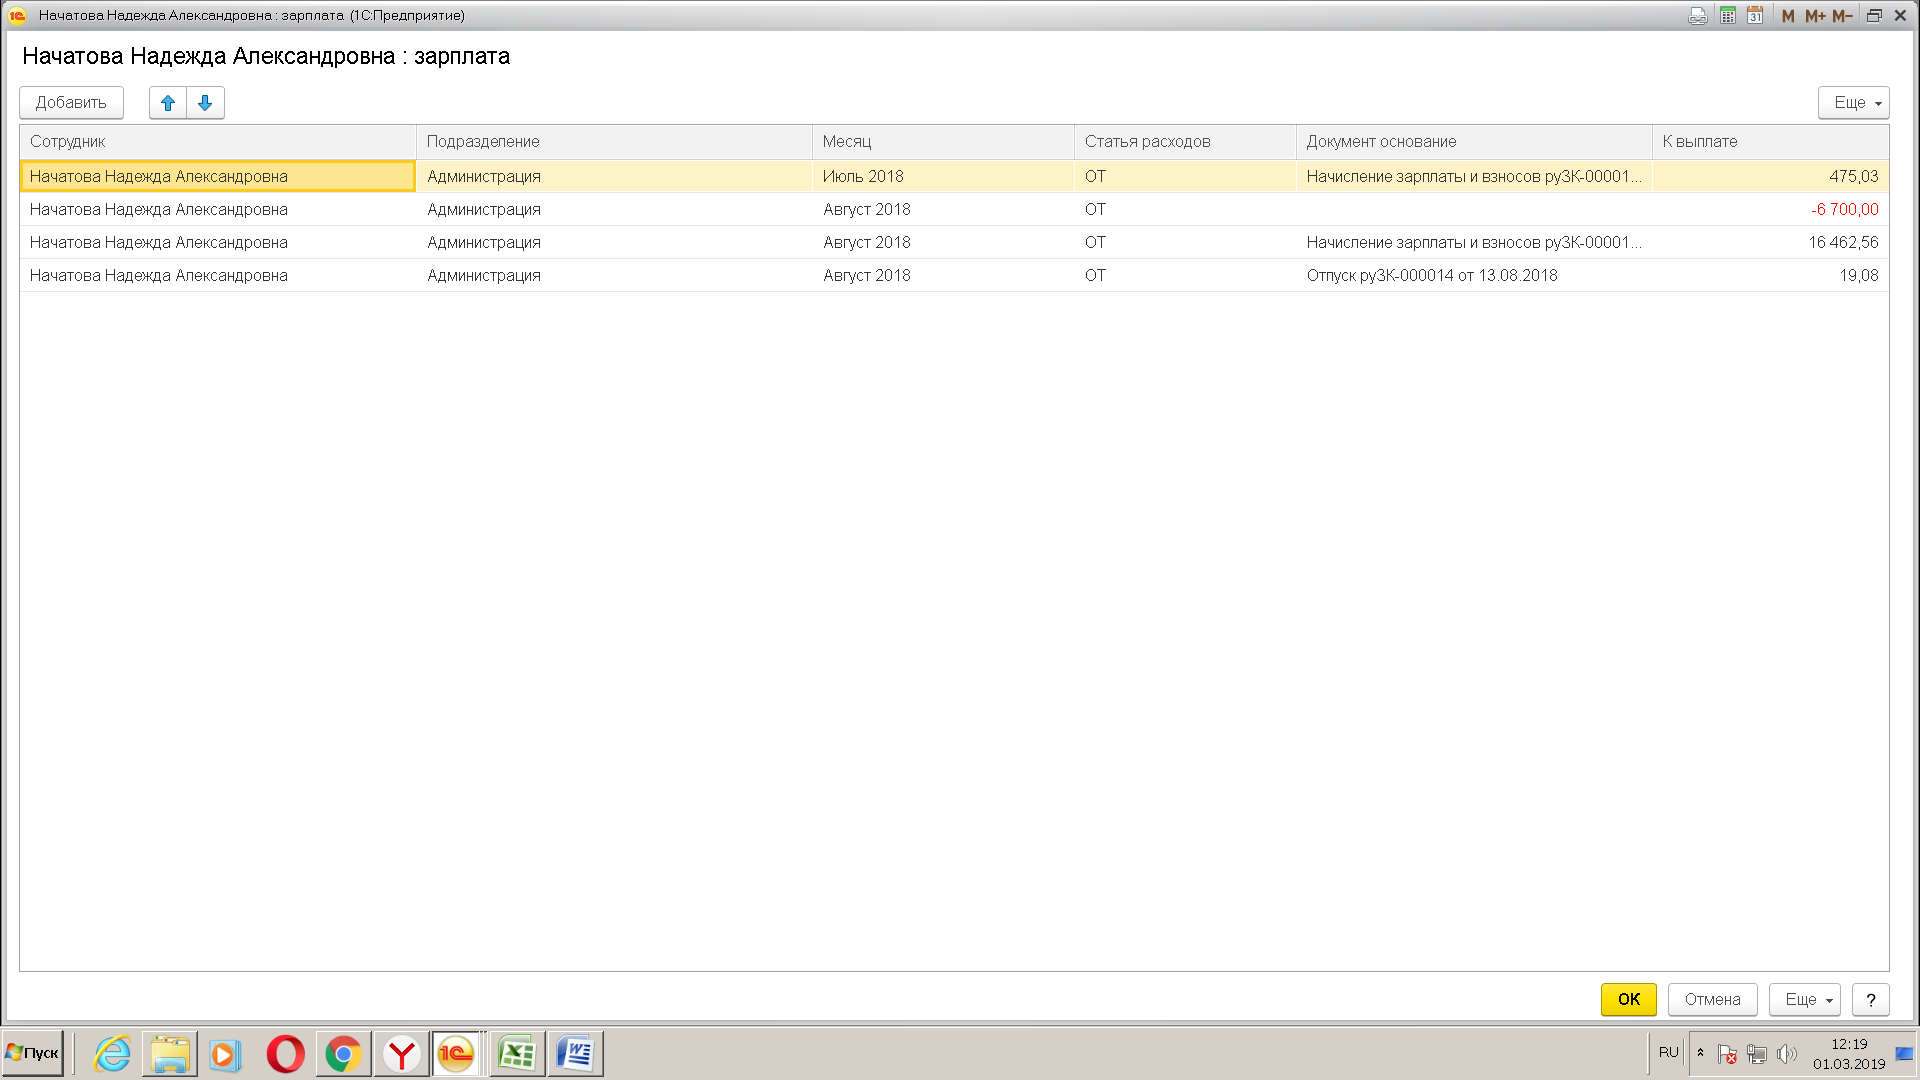 Начатова Надежда Александровна : зарплата (1С:Предприятие)
31 M M+ M−
Начатова Надежда Александровна : зарплата
Добавить Еще
Сотрудник Подразделение Месяц Статья расходов Документ основание К выплате
Начатова Надежда Александровна Администрация Июль 2018 ОТ Начисление зарплаты и взносов руЗК-00001... 475,03
Начатова Надежда Александровна Администрация Август 2018 ОТ -6 700,00
Начатова Надежда Александровна Администрация Август 2018 ОТ Начисление зарплаты и взносов руЗК-00001... 16 462,56
Начатова Надежда Александровна Администрация Август 2018 ОТ Отпуск руЗК-000014 от 13.08.2018 19,08
ОК Отмена Еще ?
Пуск RU 12:19
01.03.2019